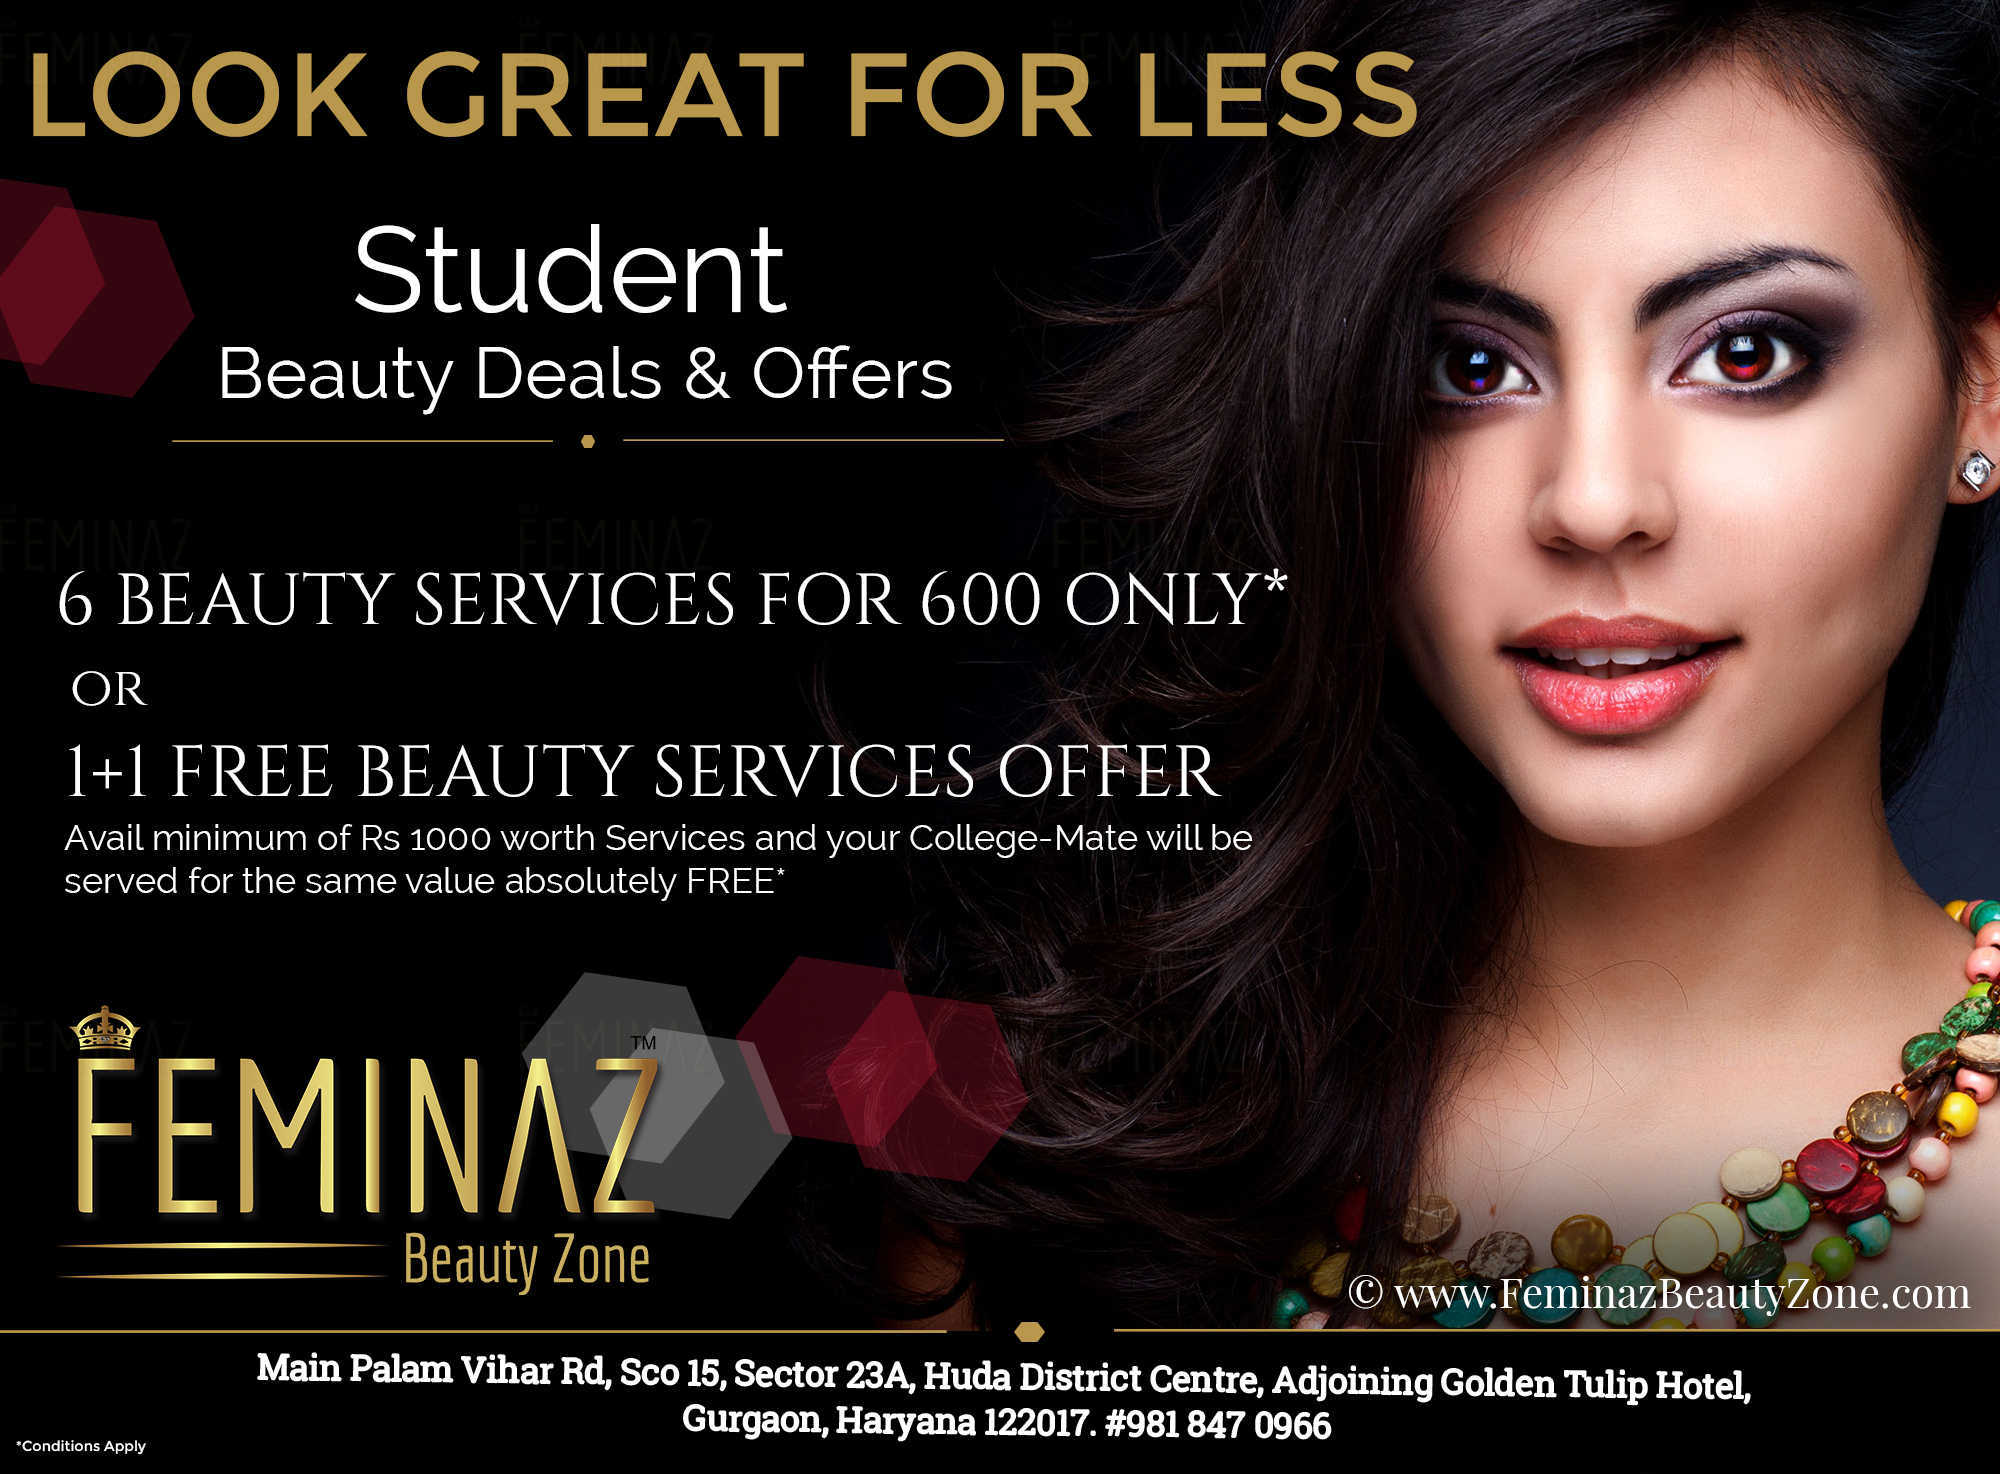 LOOK GREAT FOR LESS
Student
Beauty Deals & Offers
6 BEAUTY SERVICES FOR 600 ONLY*
OR
1+1 FREE BEAUTY SERVICES OFFER
Avail minimum of Rs 1000 worth Services and your College-Mate will be
served for the same value absolutely FREE*
FEMINAZ™
Beauty Zone
© www.FeminazBeautyZone.com
Main Palam Vihar Rd, Sco 15, Sector 23A, Huda District Centre, Adjoining Golden Tulip Hotel,
Gurgaon, Haryana 122017. #981 847 0966
*Conditions Apply